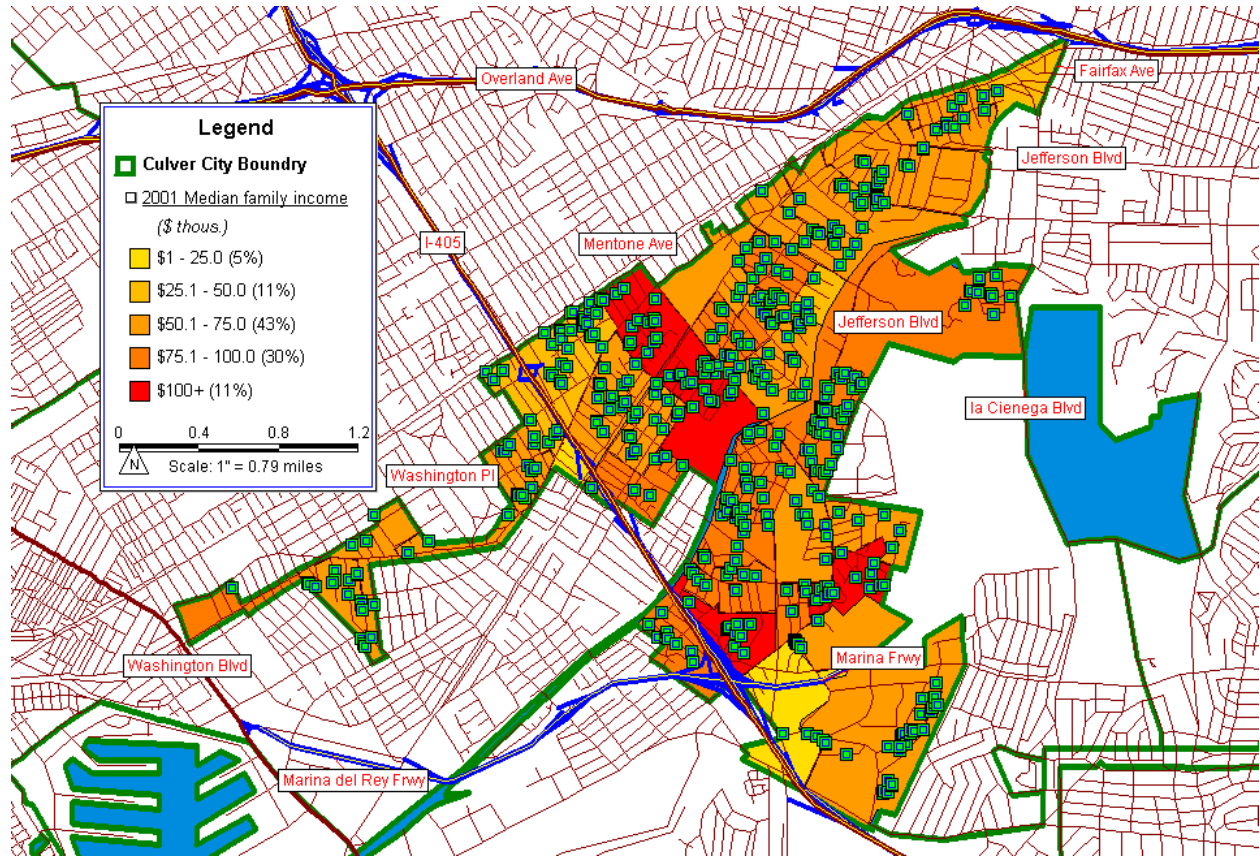 Overland Ave
Fairfax Ave
Legend
Culver City Boundry
2001 Median family income
($ thous.)
$1 - 25.0 (5%)
$25.1 - 50.0 (11%)
$50.1 - 75.0 (43%)
$75.1 - 100.0 (30%)
$100+ (11%)
0 0.4 0.8 1.2
N
Scale: 1" = 0.79 miles
Jefferson Blvd
I-405
Mentone Ave
Jefferson Blvd
la Cienega Blvd
Washington Pl
Washington Blvd
Marina Frwy
Marina del Rey Frwy